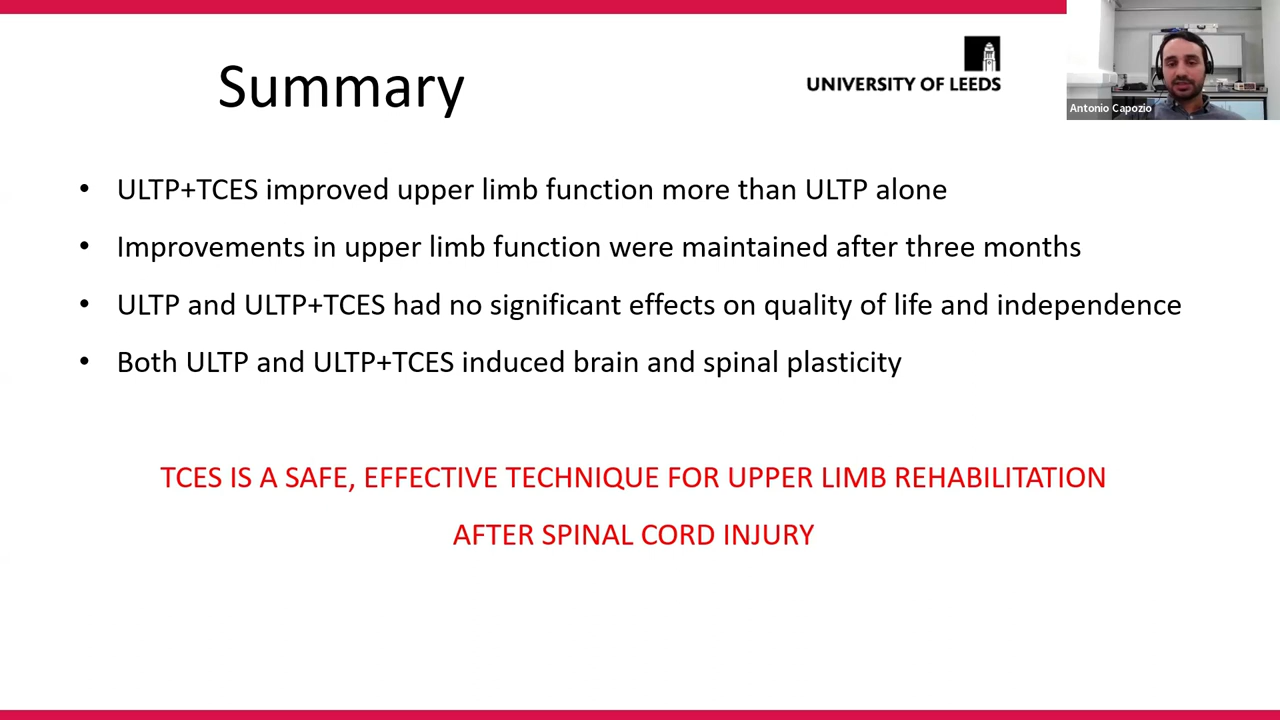 Summary
UNIVERSITY OF LEEDS
Antonio Capozio
• ULTP+TCES improved upper limb function more than ULTP alone
• Improvements in upper limb function were maintained after three months
• ULTP and ULTP+TCES had no significant effects on quality of life and independence
• Both ULTP and ULTP+TCES induced brain and spinal plasticity
TCES IS A SAFE, EFFECTIVE TECHNIQUE FOR UPPER LIMB REHABILITATION
AFTER SPINAL CORD INJURY